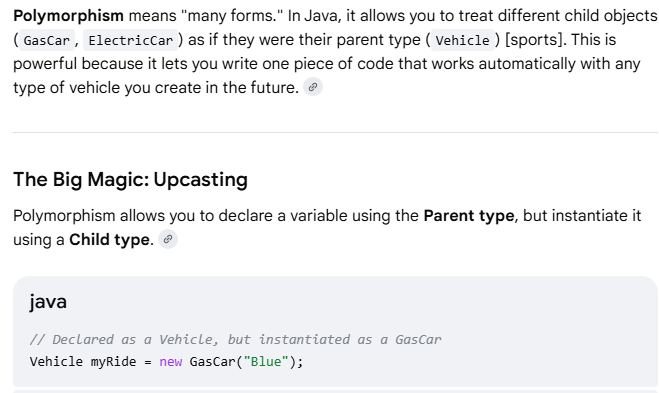 Polymorphism means "many forms." In Java, it allows you to treat different child objects
( GasCar , ElectricCar ) as if they were their parent type ( Vehicle ) [sports]. This is
powerful because it lets you write one piece of code that works automatically with any
type of vehicle you create in the future.
The Big Magic: Upcasting
Polymorphism allows you to declare a variable using the Parent type, but instantiate it
using a Child type.
java
// Declared as a Vehicle, but instantiated as a GasCar
Vehicle myRide = new GasCar("Blue");